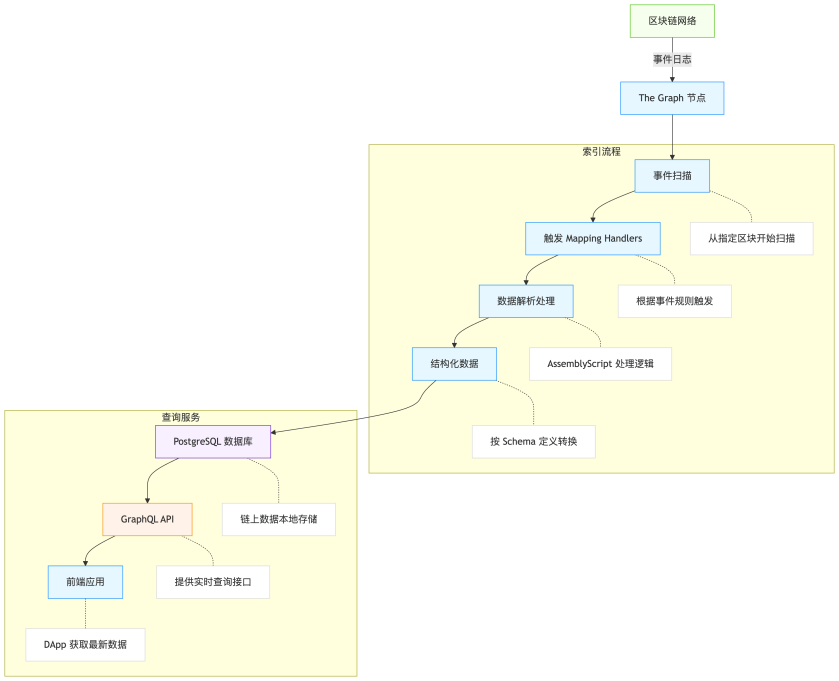 区块链网络
事件日志
The Graph 节点
索引流程
事件扫描
触发 Mapping Handlers
从指定区块开始扫描
数据解析处理
根据事件规则触发
结构化数据
AssemblyScript 处理逻辑
查询服务
PostgreSQL 数据库
按 Schema 定义转换
GraphQL API
链上数据本地存储
前端应用
提供实时查询接口
DApp 获取最新数据